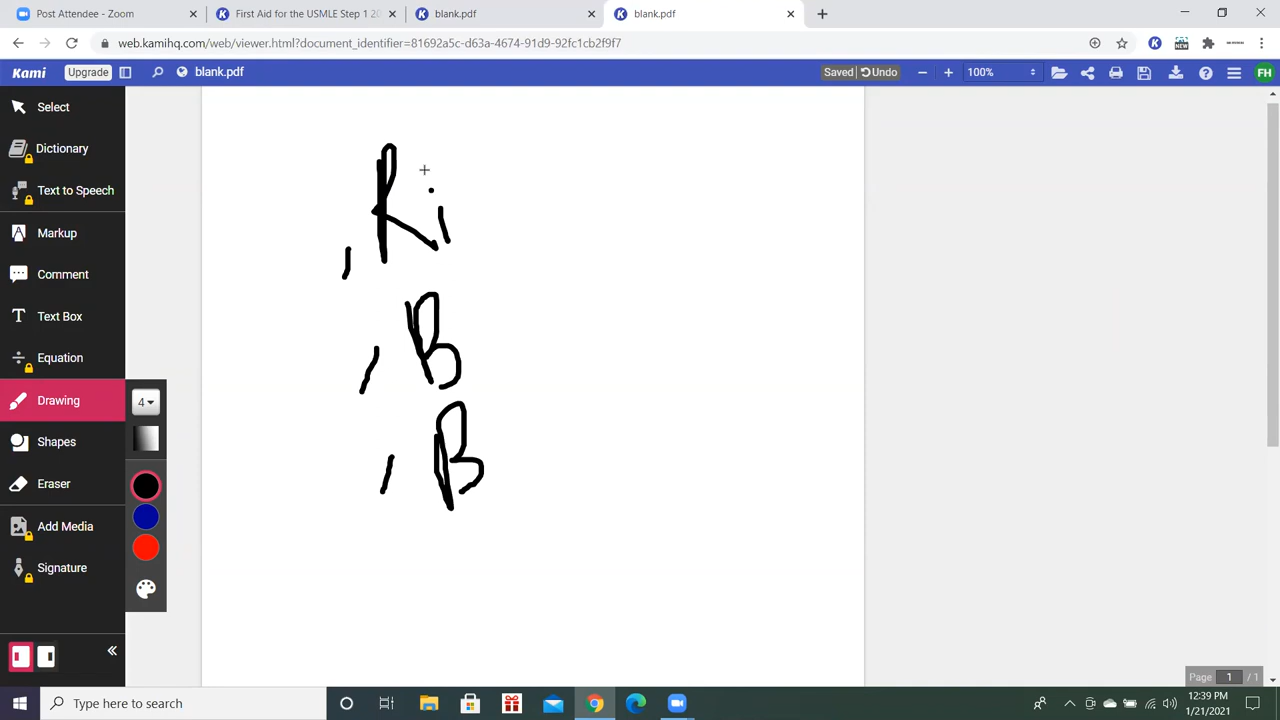 Post Attendee - Zoom
First Aid for the USMLE Step 1 20
blank.pdf
blank.pdf
web.kamihq.com/web/viewer.html?document_identifier=81692a5c-d63a-4674-91d9-92fc1cb2f9f7
NEW
Kami
Upgrade
blank.pdf
Saved
Undo
100%
FH
Select
Dictionary
Text to Speech
Markup
Comment
T Text Box
Equation
Drawing
4
Shapes
Eraser
Add Media
Signature
, Ri
, B
, B
Page 1 / 1
Type here to search
12:39 PM
1/21/2021